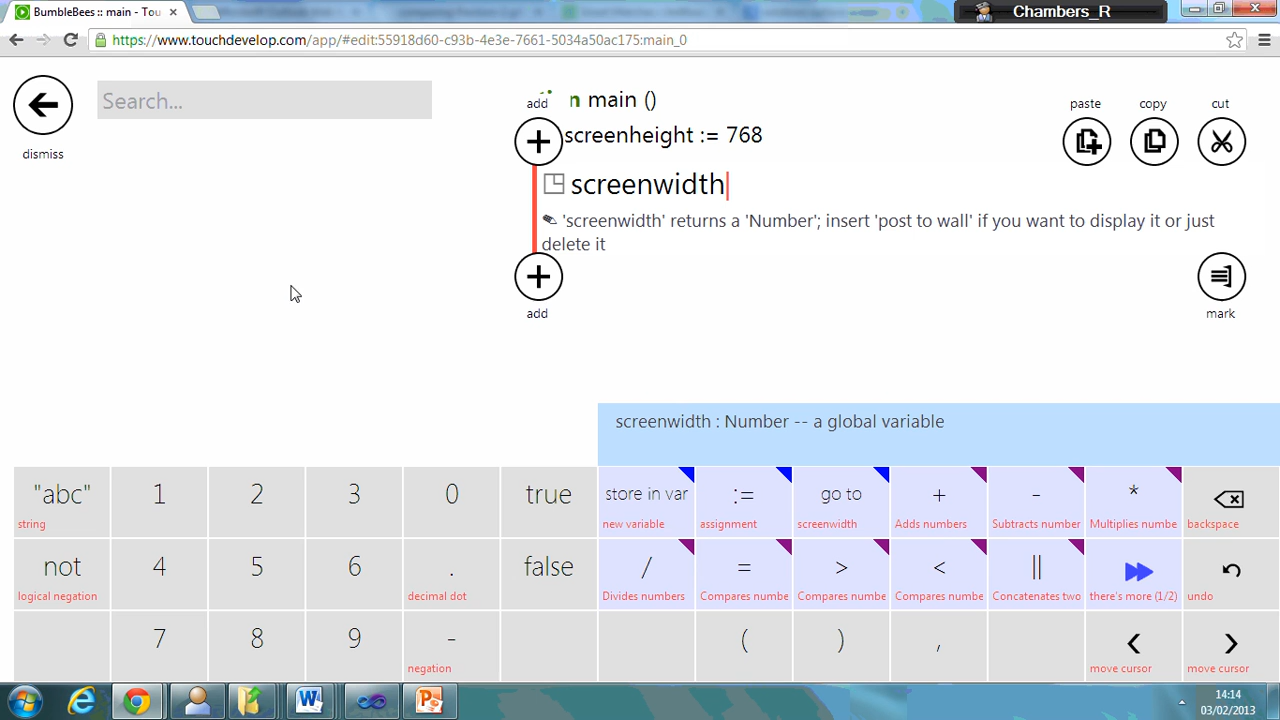 BumbleBees :: main - Tou
Chambers_R
https://www.touchdevelop.com/app/#edit:55918d60-c93b-4e3e-7661-5034a50ac175:main_0
Search...
dismiss
add
n main ()
paste
copy
cut
screenheight := 768
screenwidth
'screenwidth' returns a 'Number'; insert 'post to wall' if you want to display it or just
delete it
add
mark
screenwidth : Number -- a global variable
"abc" 1 2 3 0 true store in var := go to + - *
string new variable assignment screenwidth Adds numbers Subtracts number Multiplies numbe backspace
not 4 5 6 . false / = > < ||
logical negation decimal dot Divides numbers Compares numbe Compares numbe Compares numbe Concatenates two there's more (1/2) undo
7 8 9 - ( ) ,
negation move cursor move cursor
14:14
03/02/2013